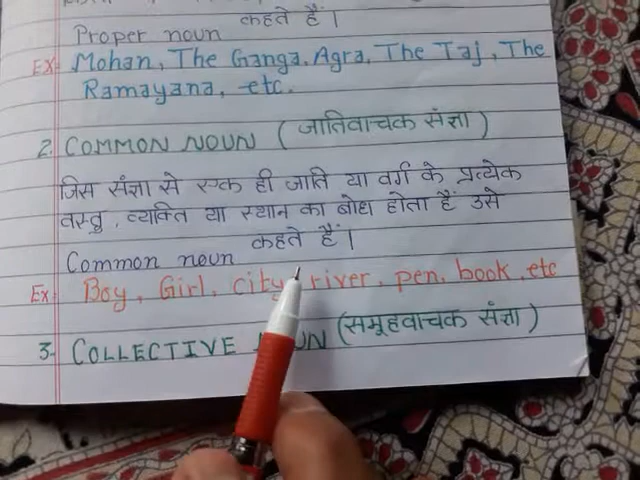 Proper noun कहते हैं।
Ex: Mohan, The Ganga, Agra, The Taj, The
Ramayana, etc.
2. COMMON NOUN (जातिवाचक संज्ञा)
जिस संज्ञा से एक ही जाति या वर्ग के प्रत्येक
वस्तु, व्यक्ति या स्थान का बोध होता हैं उसे
Common noun कहते हैं।
Ex: Boy, Girl, city, river, pen, book, etc
3. COLLECTIVE NOUN (समूहवाचक संज्ञा)